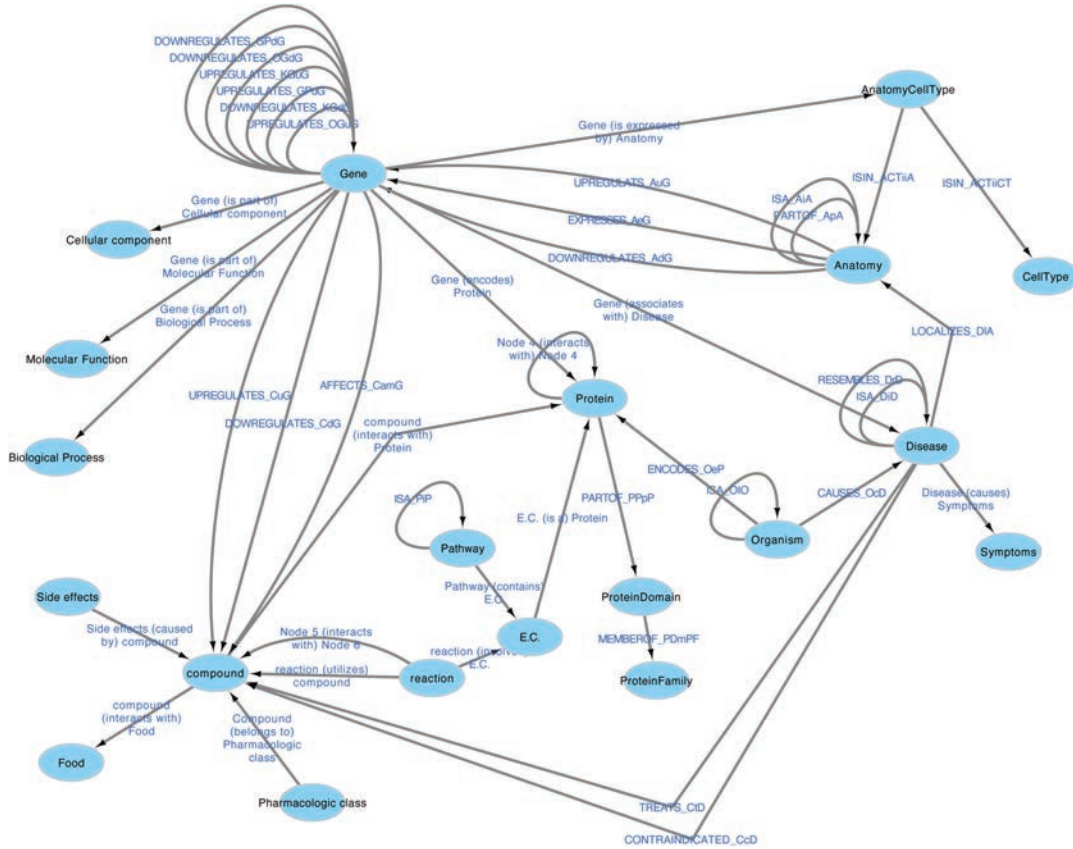 DOWNREGULATES_GPdG
DOWNREGULATES_OGdG
UPREGULATES_KGuG
UPREGULATES_GPuG
DOWNREGULATES_KGdG
UPREGULATES_OGuG
AnatomyCellType
Gene (is expressed
by) Anatomy
Gene
UPREGULATS_AuG
ISIN_ACTiiA
ISIN_ACTiiCT
ISA_AiA
PARTOF_ApA
EXPRESSES_AeG
Gene (is part of)
Cellular component
Cellular component
DOWNREGULATES_AdG
Anatomy
CellType
Gene (is part of)
Molecular Function
Gene (encodes)
Protein
Gene (associates
with) Disease
Gene (is part of)
Biological Process
LOCALIZES_DlA
Molecular Function
Node 4 (interacts
with) Node 4
RESEMBLES_DrD
ISA_DiD
UPREGULATES_CuG
AFFECTS_CamG
DOWREGULATES_CdG
Protein
compound
(interacts with)
Protein
Disease
Biological Process
ENCODES_OeP
ISA_OiO
CAUSES_OcD
Disease (causes)
Symptoms
ISA_PiP
PARTOF_PPpP
E.C. (is a) Protein
Pathway
Organism
Symptoms
Side effects
Pathway (contains)
E.C.
ProteinDomain
Side effects (caused
by) compound
Node 5 (interacts
with) Node 6
E.C.
MEMBEROF_PDmPF
reaction (involve
E.C.
compound
reaction (utilizes)
compound
reaction
ProteinFamily
compound
(interacts with)
Food
Compound
(belongs to)
Pharmacologic
class
Food
Pharmacologic class
TREATS_CtD
CONTRAINDICATED_CcD